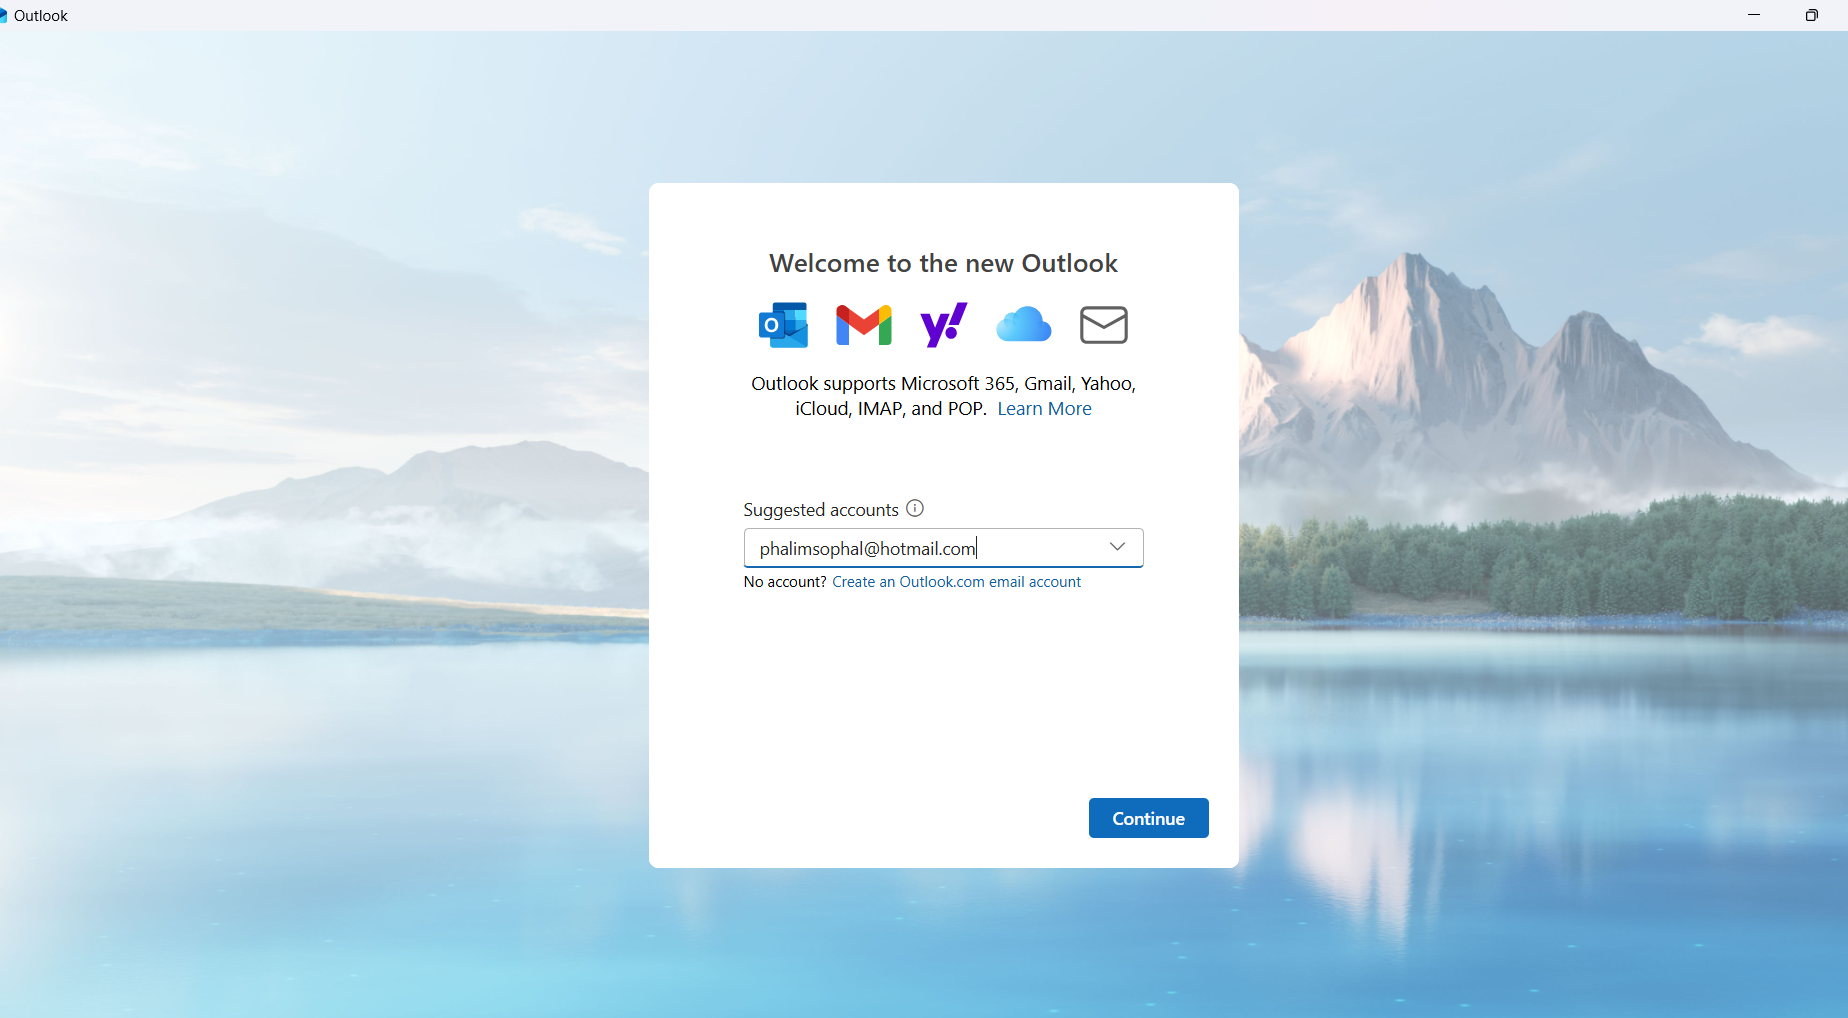 Outlook
Welcome to the new Outlook
Outlook supports Microsoft 365, Gmail, Yahoo,
iCloud, IMAP, and POP. Learn More
Suggested accounts
phalimsophal@hotmail.com
No account? Create an Outlook.com email account
Continue